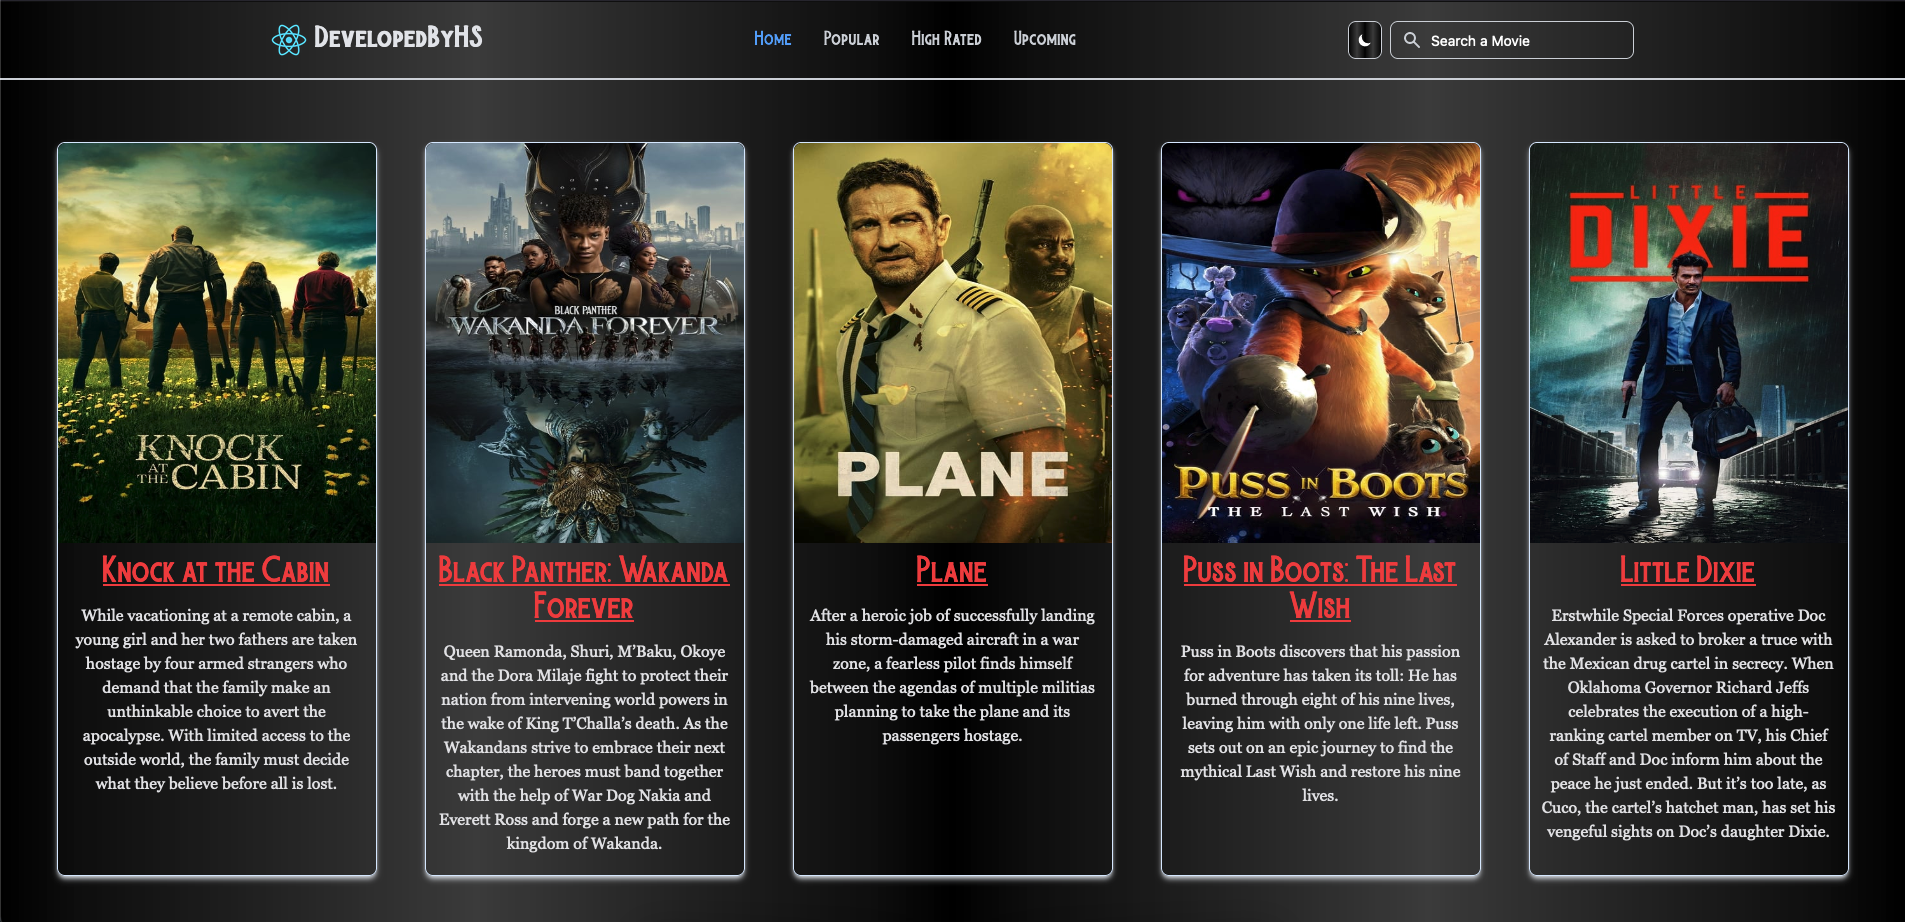 DevelopedByHS
Home
Popular
High Rated
Upcoming
Search a Movie
KNOCK
AT
THE CABIN
Knock at the Cabin
While vacationing at a remote cabin, a
young girl and her two fathers are taken
hostage by four armed strangers who
demand that the family make an
unthinkable choice to avert the
apocalypse. With limited access to the
outside world, the family must decide
what they believe before all is lost.
BLACK PANTHER
WAKANDA FOREVER
Black Panther: Wakanda
Forever
Queen Ramonda, Shuri, M’Baku, Okoye
and the Dora Milaje fight to protect their
nation from intervening world powers in
the wake of King T’Challa’s death. As the
Wakandans strive to embrace their next
chapter, the heroes must band together
with the help of War Dog Nakia and
Everett Ross and forge a new path for the
kingdom of Wakanda.
PLANE
Plane
After a heroic job of successfully landing
his storm-damaged aircraft in a war
zone, a fearless pilot finds himself
between the agendas of multiple militias
planning to take the plane and its
passengers hostage.
PUSS IN BOOTS
THE LAST WISH
Puss in Boots: The Last
Wish
Puss in Boots discovers that his passion
for adventure has taken its toll: He has
burned through eight of his nine lives,
leaving him with only one life left. Puss
sets out on an epic journey to find the
mythical Last Wish and restore his nine
lives.
LITTLE
DIXIE
Little Dixie
Erstwhile Special Forces operative Doc
Alexander is asked to broker a truce with
the Mexican drug cartel in secrecy. When
Oklahoma Governor Richard Jeffs
celebrates the execution of a high-
ranking cartel member on TV, his Chief
of Staff and Doc inform him about the
peace he just ended. But it’s too late, as
Cuco, the cartel’s hatchet man, has set his
vengeful sights on Doc’s daughter Dixie.